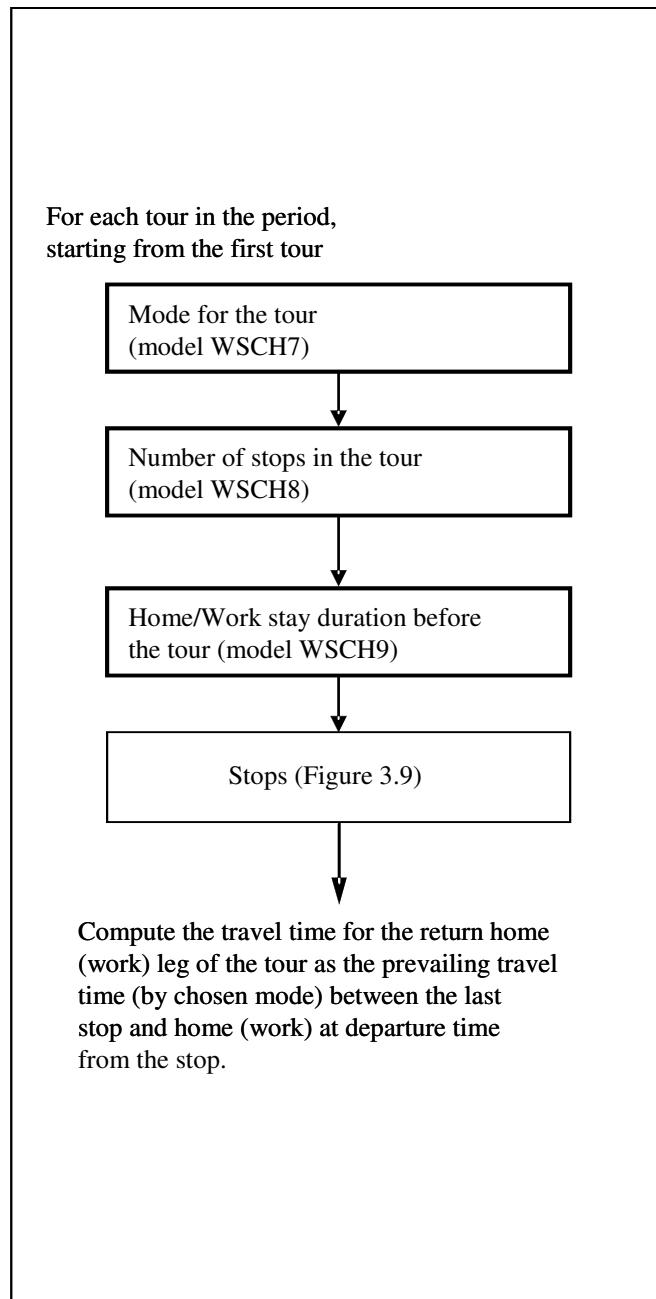 For each tour in the period,
starting from the first tour
Mode for the tour
(model WSCH7)
Number of stops in the tour
(model WSCH8)
Home/Work stay duration before
the tour (model WSCH9)
Stops (Figure 3.9)
Compute the travel time for the return home
(work) leg of the tour as the prevailing travel
time (by chosen mode) between the last
stop and home (work) at departure time
from the stop.